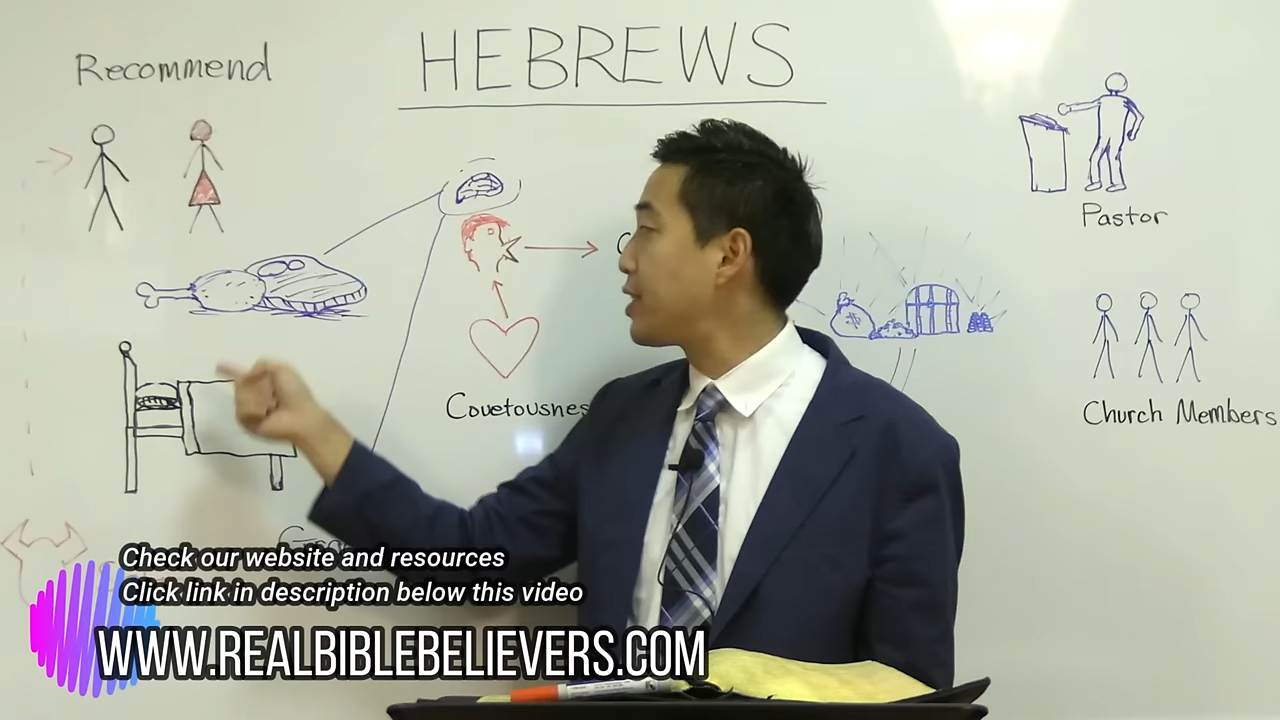 Recommend
HEBREWS
Pastor
$
Covetousnes
Church Members
Check our website and resources
Click link in description below this video
WWW.REALBIBLEBELIEVERS.COM